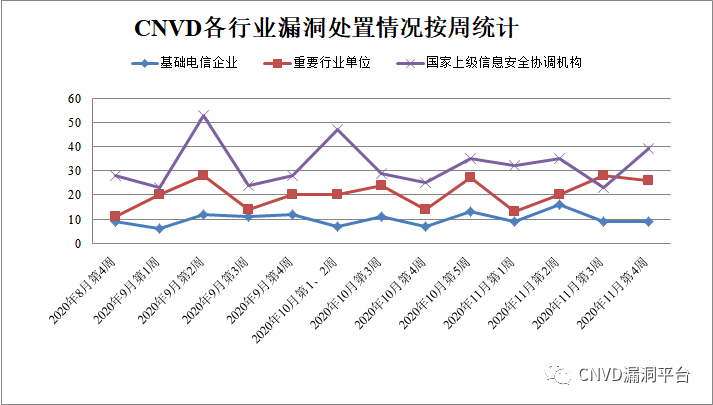 CNVD各行业漏洞处置情况按周统计
基础电信企业 重要行业单位 国家上级信息安全协调机构
60
50
40
30
20
10
0
2020年8月第4周
2020年9月第1周
2020年9月第2周
2020年9月第3周
2020年9月第4周
2020年10月第1、2周
2020年10月第3周
2020年10月第4周
2020年10月第5周
2020年11月第1周
2020年11月第2周
2020年11月第3周
2020年11月第4周
CNVD漏洞平台